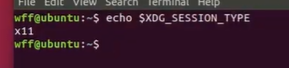 File Edit View Search Terminal Help
wff@ubuntu:~$ echo $XDG_SESSION_TYPE
x11
wff@ubuntu:~$